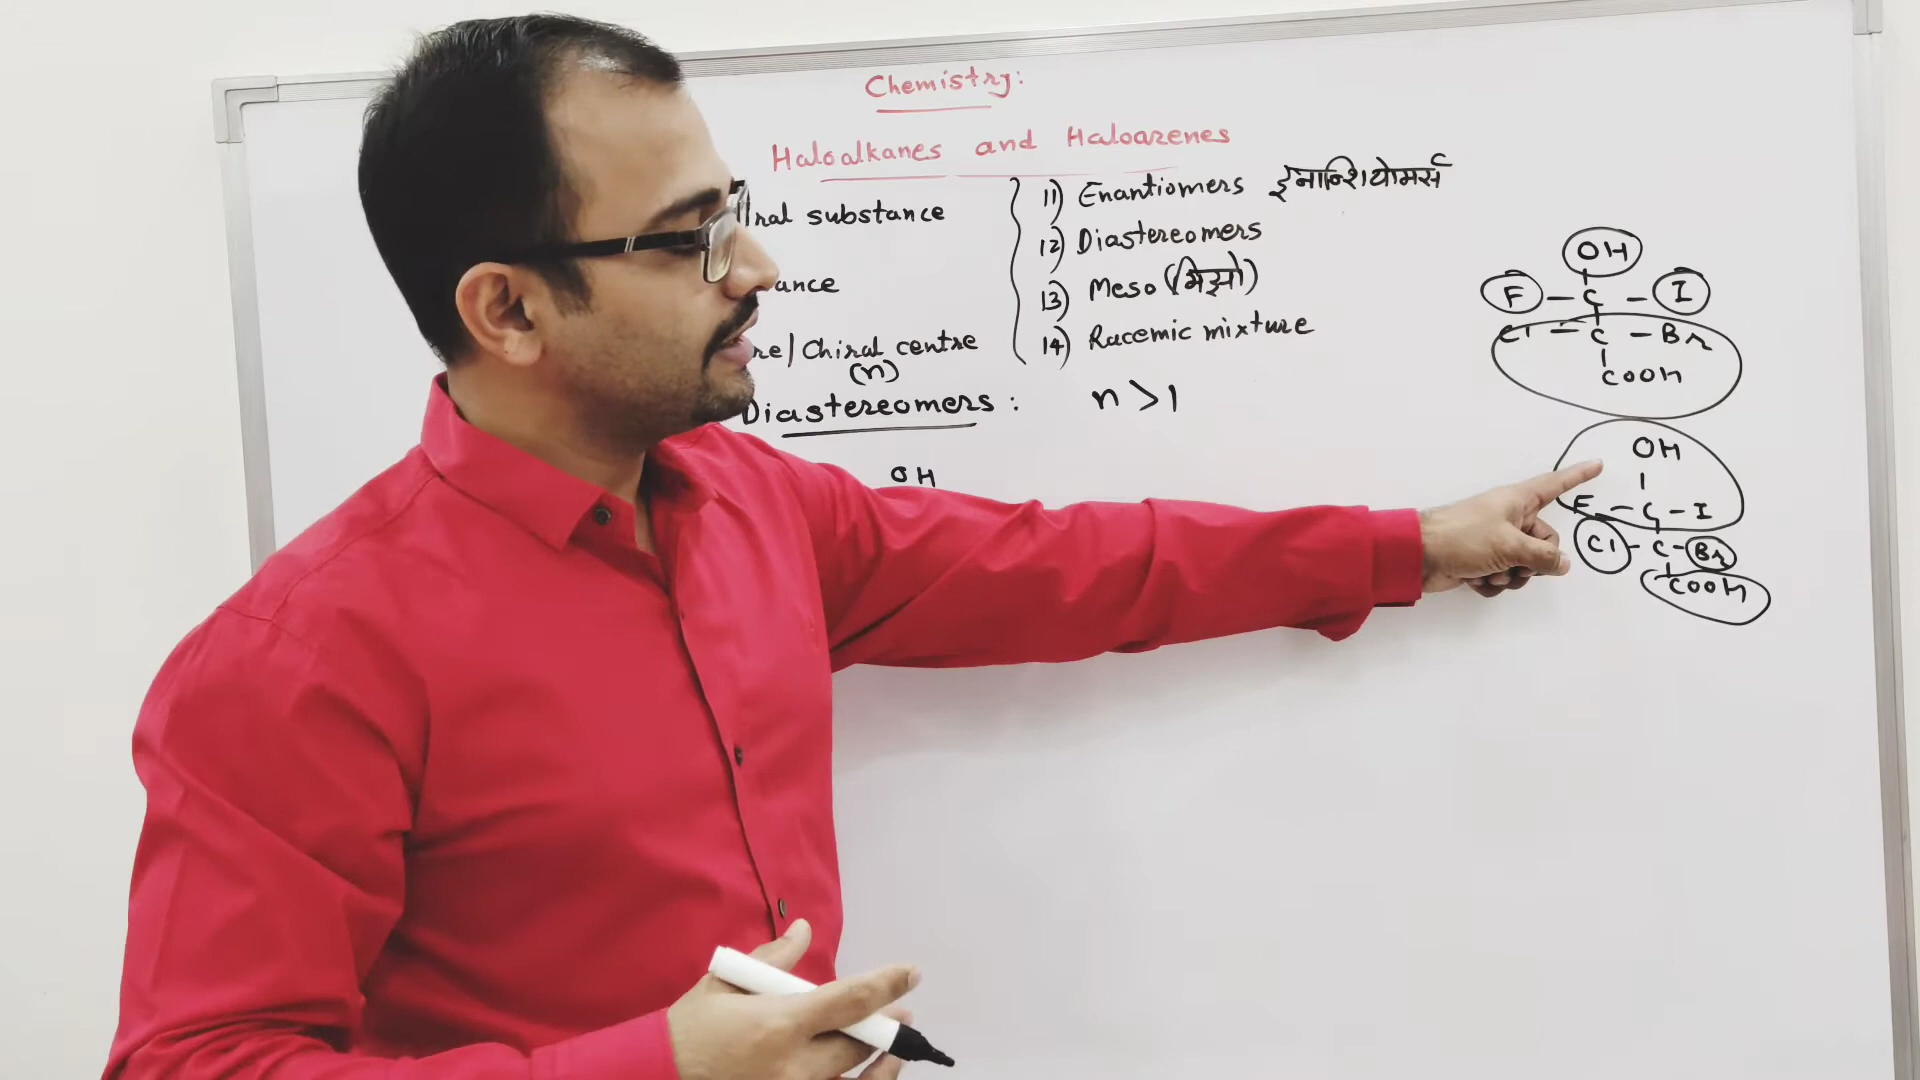 Chemistry:
Haloalkanes and Haloarenes
substance
11) Enantiomers इनान्शियोमर्स
12) Diastereomers
13) Meso (मिझो)
re/Chiral centre
(n)
14) Racemic mixture
Diastereomers : n > 1
OH
OH
F - C - I
Cl - C - Br
COOH
OH
F - C - I
Cl - C - Br
COOH